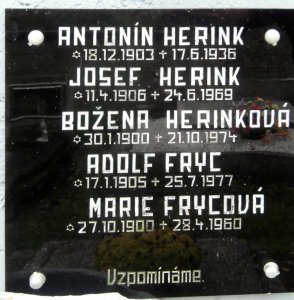 ANTONÍN HERINK
✡18.12.1903 ✝ 17.6.1936
JOSEF HERINK
✡11.4.1906 ✝ 24.6.1969
BOŽENA HERINKOVÁ
✡30.1.1900 ✝ 21.10.1974
ADOLF FRYC
✡17.1.1905 ✝ 25.7.1977
MARIE FRYCOVÁ
✡27.10.1900 ✝ 28.4.1960
Vzpomínáme.